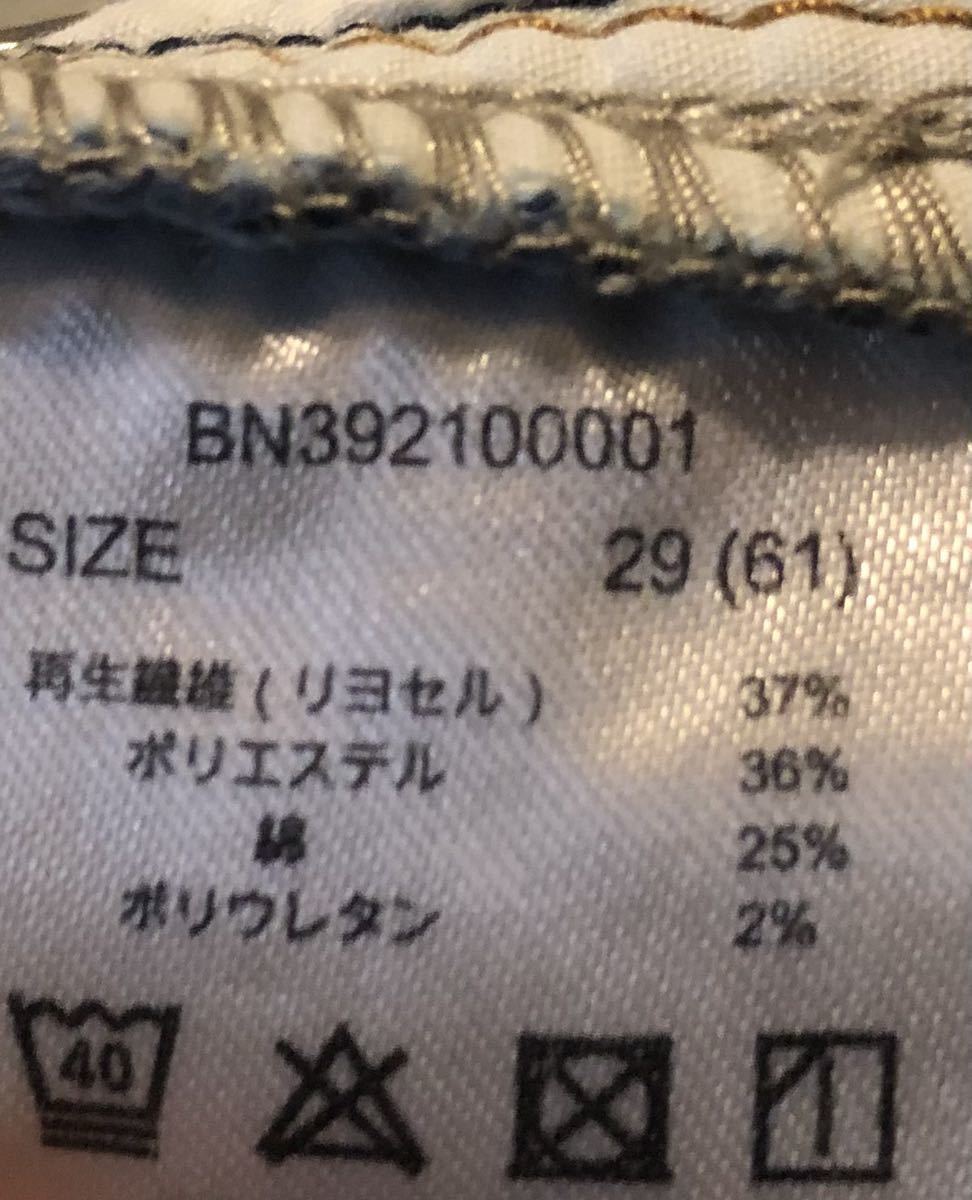 BN392100001
SIZE 29 (61)
再生繊維 ( リヨセル ) 37%
ポリエステル 36%
綿 25%
ポリウレタン 2%
40